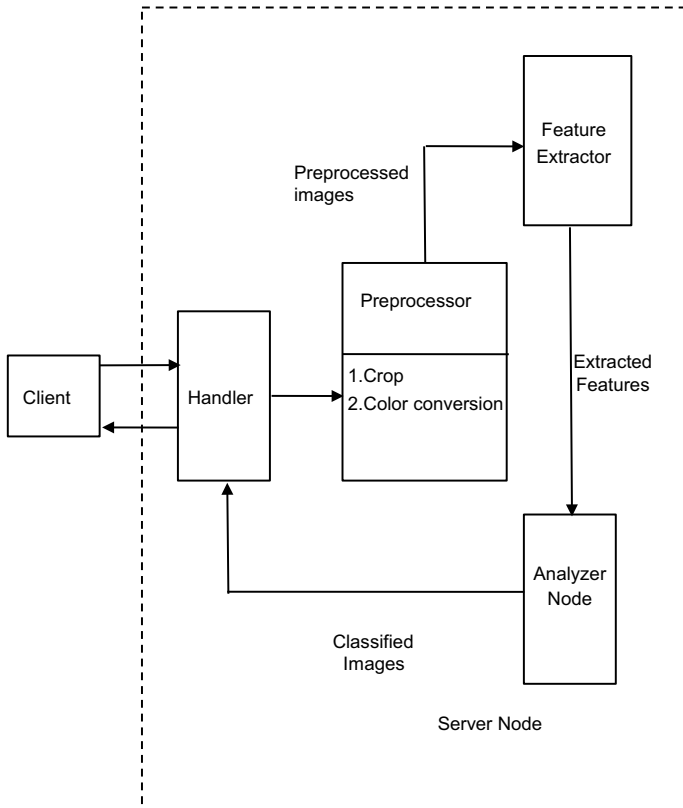 Feature
Extractor
Preprocessed
images
Preprocessor
1.Crop
2.Color conversion
Extracted
Features
Client
Handler
Analyzer
Node
Classified
Images
Server Node